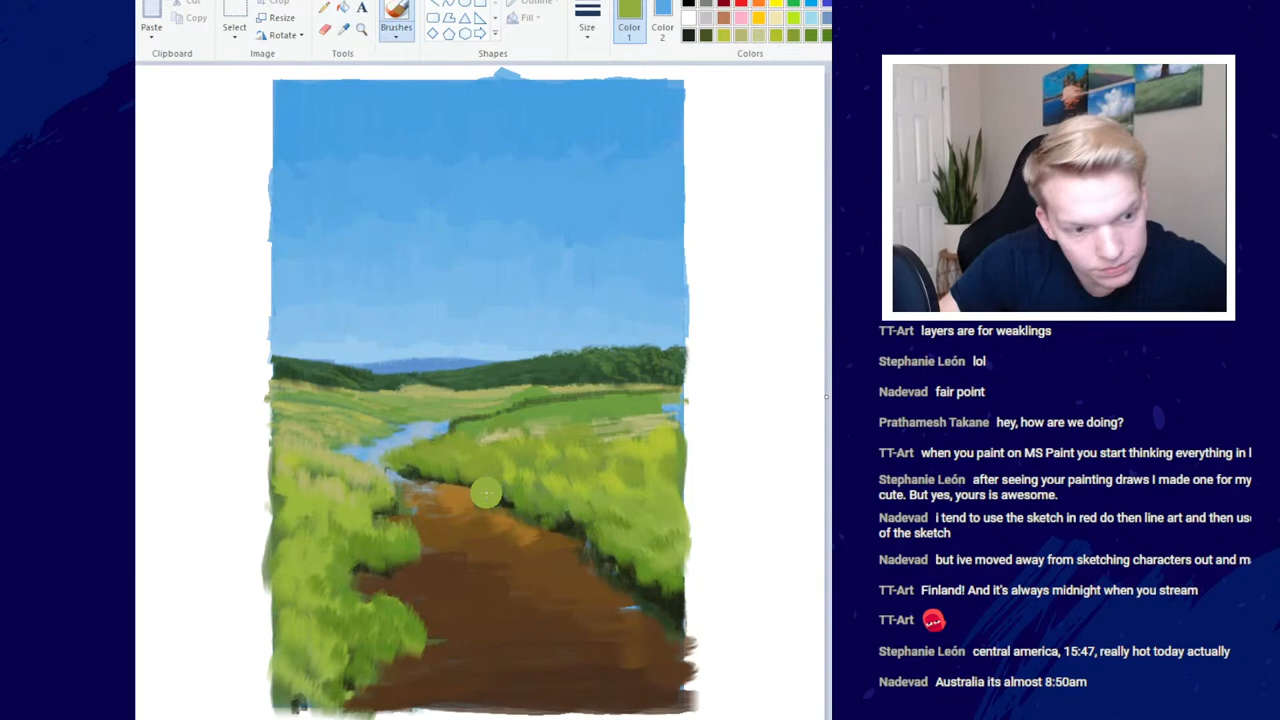 Cut
Crop
Outline
Copy
Resize
Fill
Paste
Select
Rotate
Brushes
Size
Color
1
Color
2
Clipboard
Image
Tools
Shapes
Colors
TT-Art layers are for weaklings
Stephanie León lol
Nadevad fair point
Prathamesh Takane hey, how are we doing?
TT-Art when you paint on MS Paint you start thinking everything in l
Stephanie León after seeing your painting draws I made one for my
cute. But yes, yours is awesome.
Nadevad i tend to use the sketch in red do then line art and then use
of the sketch
Nadevad but ive moved away from sketching characters out and m
TT-Art Finland! And it's always midnight when you stream
TT-Art
Stephanie León central america, 15:47, really hot today actually
Nadevad Australia its almost 8:50am